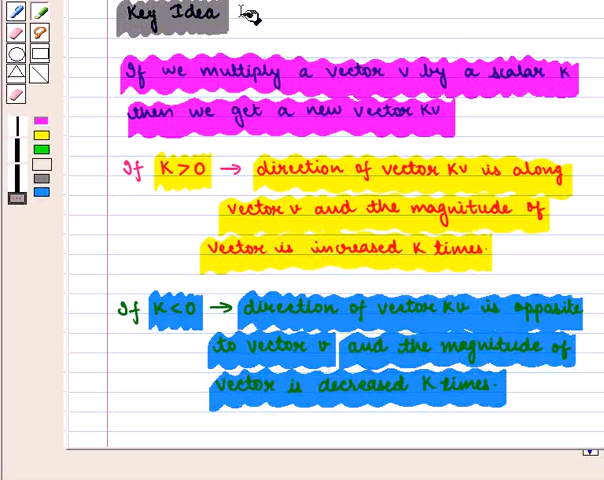 Key Idea
If we multiply a vector v by a scalar K
then we get a new vector Kv
If K > 0 → direction of vector Kv is along
vector v and the magnitude of
vector is increased K times.
If K < 0 → direction of vector Kv is opposite
to vector v and the magnitude of
vector is decreased K times.